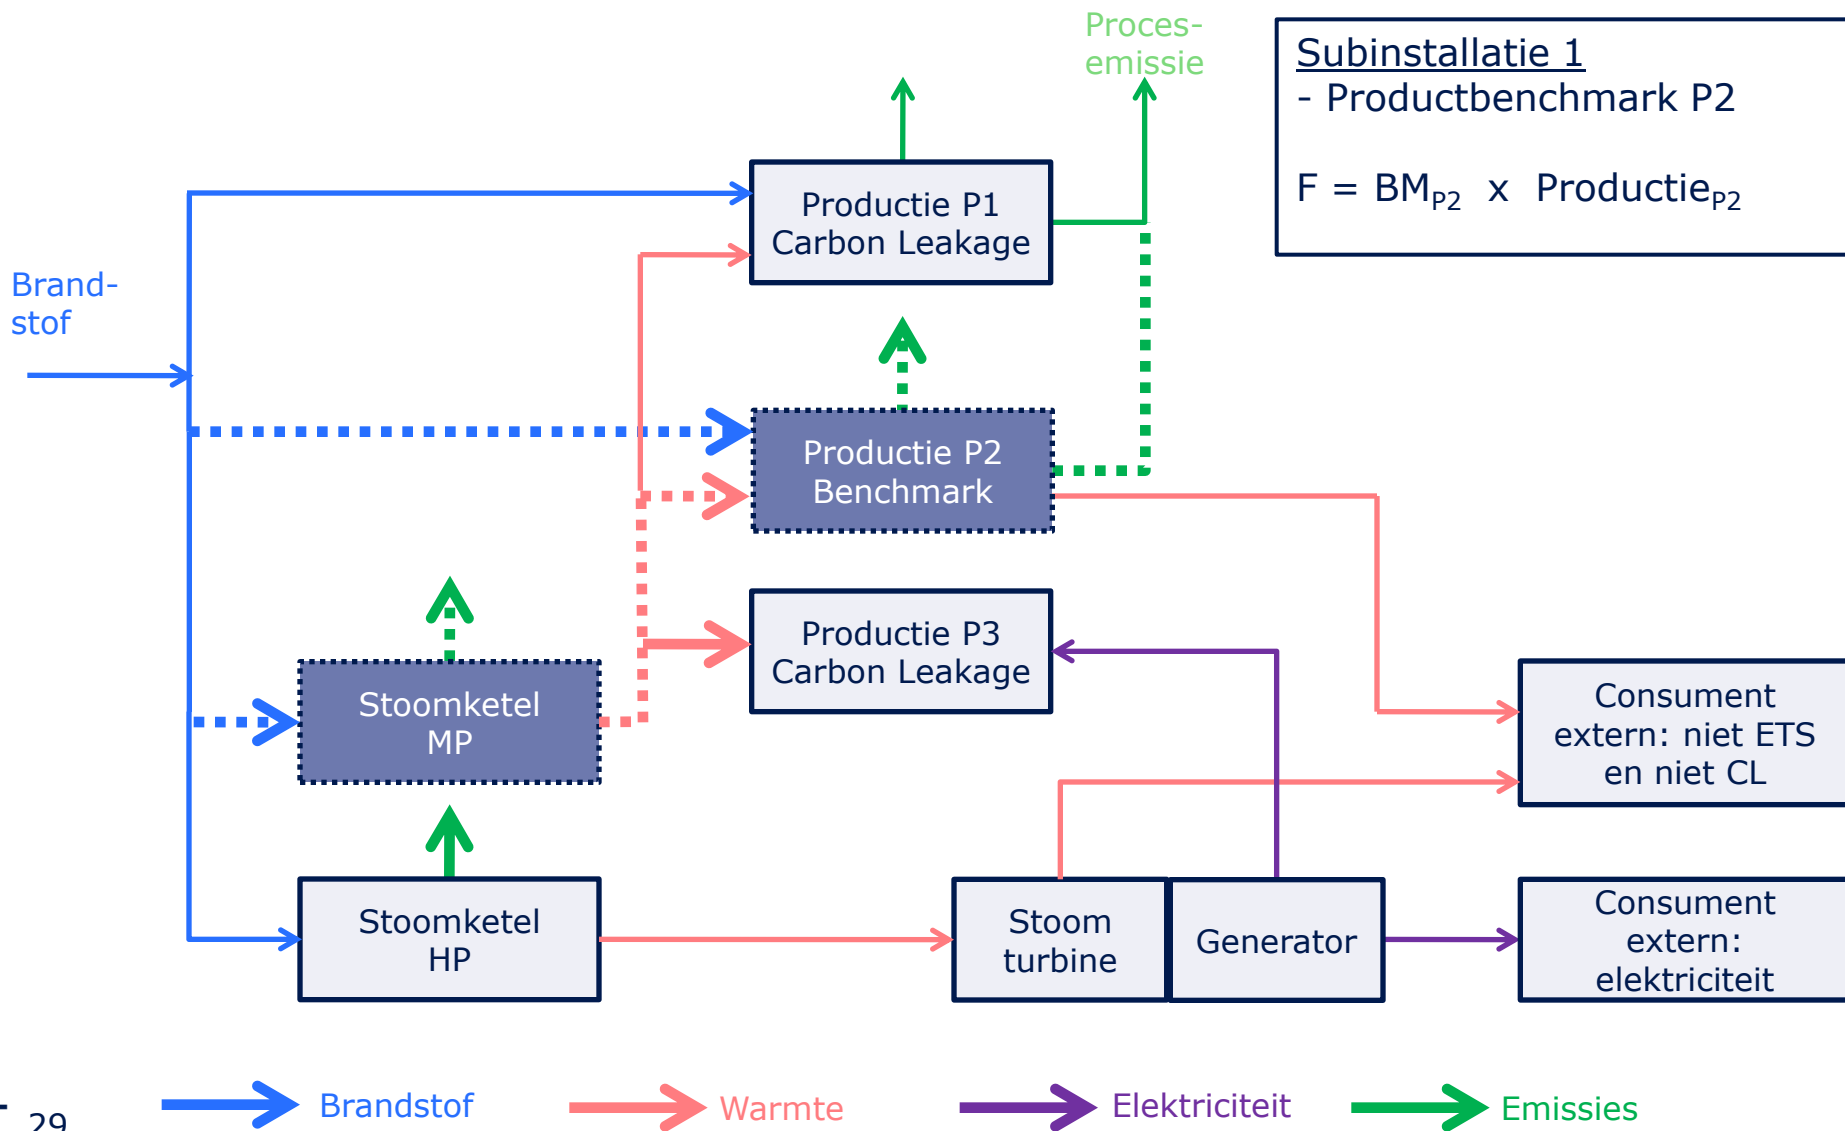 Proces-
emissie
Subinstallatie 1
- Productbenchmark P2
F = BM_P2 x Productie_P2
Productie P1
Carbon Leakage
Brand-
stof
Productie P2
Benchmark
Productie P3
Carbon Leakage
Stoomketel
MP
Consument
extern: niet ETS
en niet CL
Stoomketel
HP
Stoom
turbine
Generator
Consument
extern:
elektriciteit
29
Brandstof
Warmte
Elektriciteit
Emissies